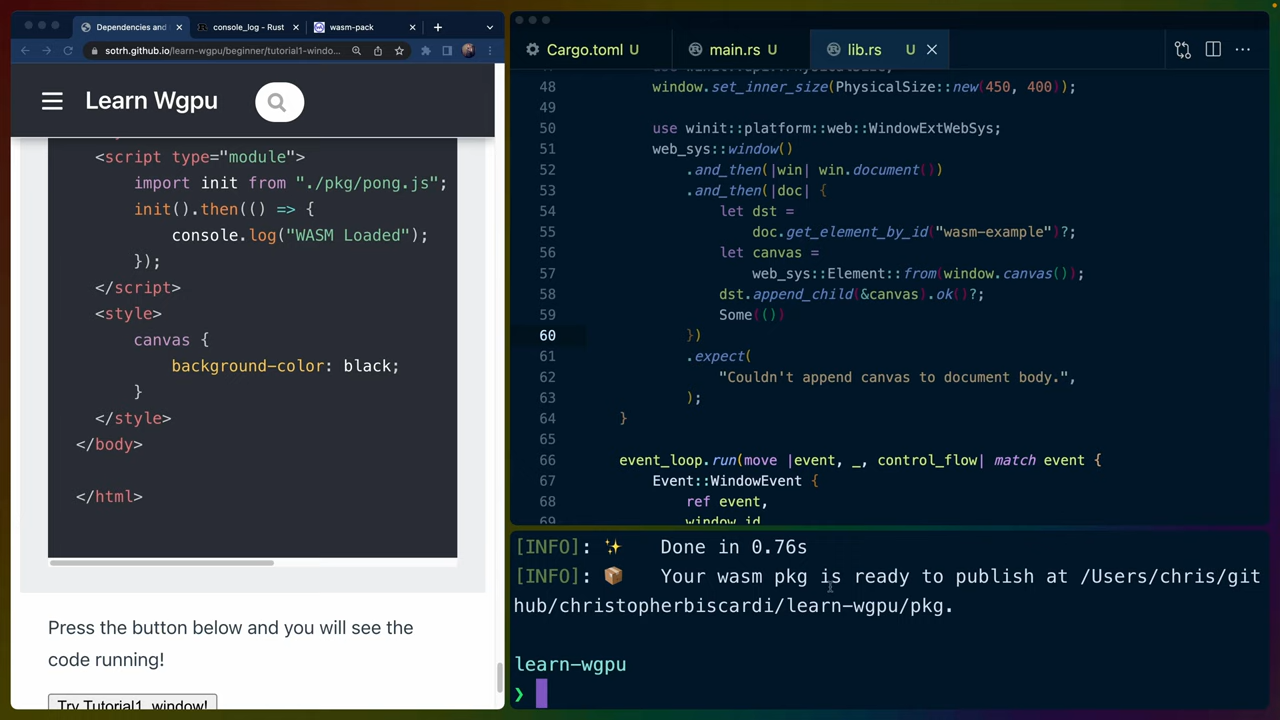 Dependencies and
console_log - Rust
wasm-pack
sotrh.github.io/learn-wgpu/beginner/tutorial1-windo...
Learn Wgpu
<script type="module">
import init from "./pkg/pong.js";
init().then(() => {
console.log("WASM Loaded");
});
</script>
<style>
canvas {
background-color: black;
}
</style>
</body>
</html>
Press the button below and you will see the
code running!
Try Tutorial1_window!
Cargo.toml U
main.rs U
lib.rs U
48 window.set_inner_size(PhysicalSize::new(450, 400));
49
50 use winit::platform::web::WindowExtWebSys;
51 web_sys::window()
52 .and_then(|win| win.document())
53 .and_then(|doc| {
54 let dst =
55 doc.get_element_by_id("wasm-example")?;
56 let canvas =
57 web_sys::Element::from(window.canvas());
58 dst.append_child(&canvas).ok()?;
59 Some(())
60 })
61 .expect(
62 "Couldn't append canvas to document body.",
63 );
64 }
65
66 event_loop.run(move |event, _, control_flow| match event {
67 Event::WindowEvent {
68 ref event,
69 window_id
[INFO]: ✨ Done in 0.76s
[INFO]: 📦 Your wasm pkg is ready to publish at /Users/chris/git
hub/christopherbiscardi/learn-wgpu/pkg.
learn-wgpu
❯